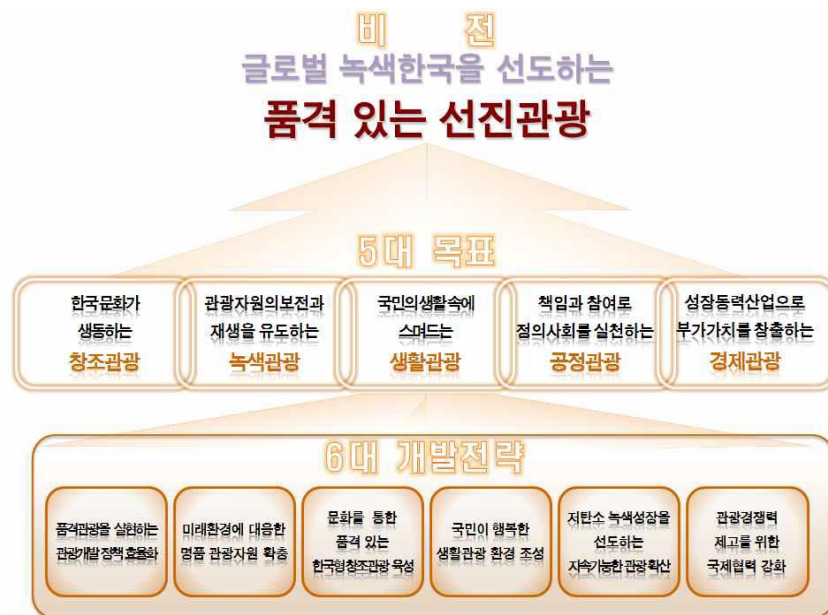 비 전
글로벌 녹색한국을 선도하는
품격 있는 선진관광
5대 목표
한국 문화가
생동하는
창조관광
관광자원의 보전과
재생을 유도하는
녹색관광
국민의 생활 속에
스며드는
생활관광
책임과 참여로
정의사회를 실천하는
공정관광
성장동력산업으로
부가가치를 창출하는
경제관광
6대 개발전략
품격관광을 실현하는
관광개발 정책 효율화
미래환경에 대응한
명품 관광자원 확충
문화를 통한
품격 있는
한국형 창조관광 육성
국민이 행복한
생활관광 환경 조성
저탄소 녹색성장을
선도하는
지속가능한 관광 확산
관광경쟁력
제고를 위한
국제협력 강화